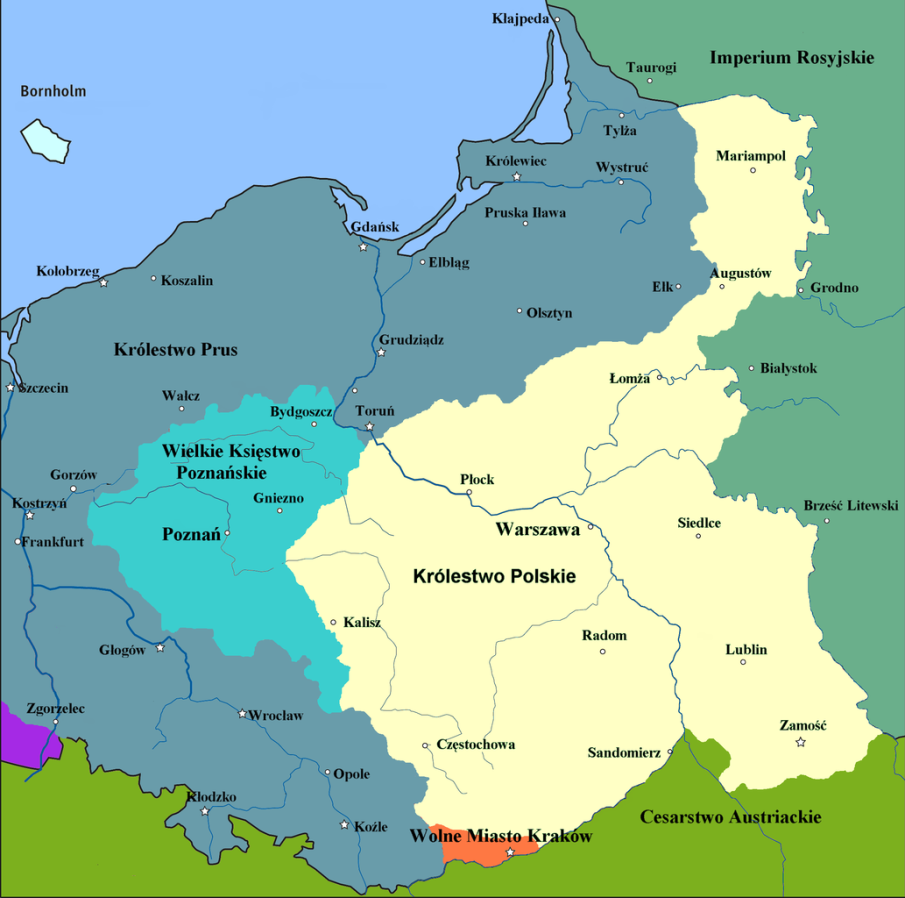 Kłajpeda
Imperium Rosyjskie
Taurogi
Bornholm
Tylża
Mariampol
Królewiec
Wystruć
Pruska Iława
Gdańsk
Elbląg
Kołobrzeg
Koszalin
Ełk
Augustów
Grodno
Olsztyn
Grudziądz
Królestwo Prus
Białystok
Łomża
Szczecin
Wałcz
Bydgoszcz
Toruń
Wielkie Księstwo
Poznańskie
Gorzów
Płock
Gniezno
Kostrzyń
Brześć Litewski
Siedlce
Warszawa
Poznań
Frankfurt
Królestwo Polskie
Kalisz
Radom
Głogów
Lublin
Zgorzelec
Wrocław
Zamość
Częstochowa
Sandomierz
Opole
Kłodzko
Koźle
Cesarstwo Austriackie
Wolne Miasto Kraków